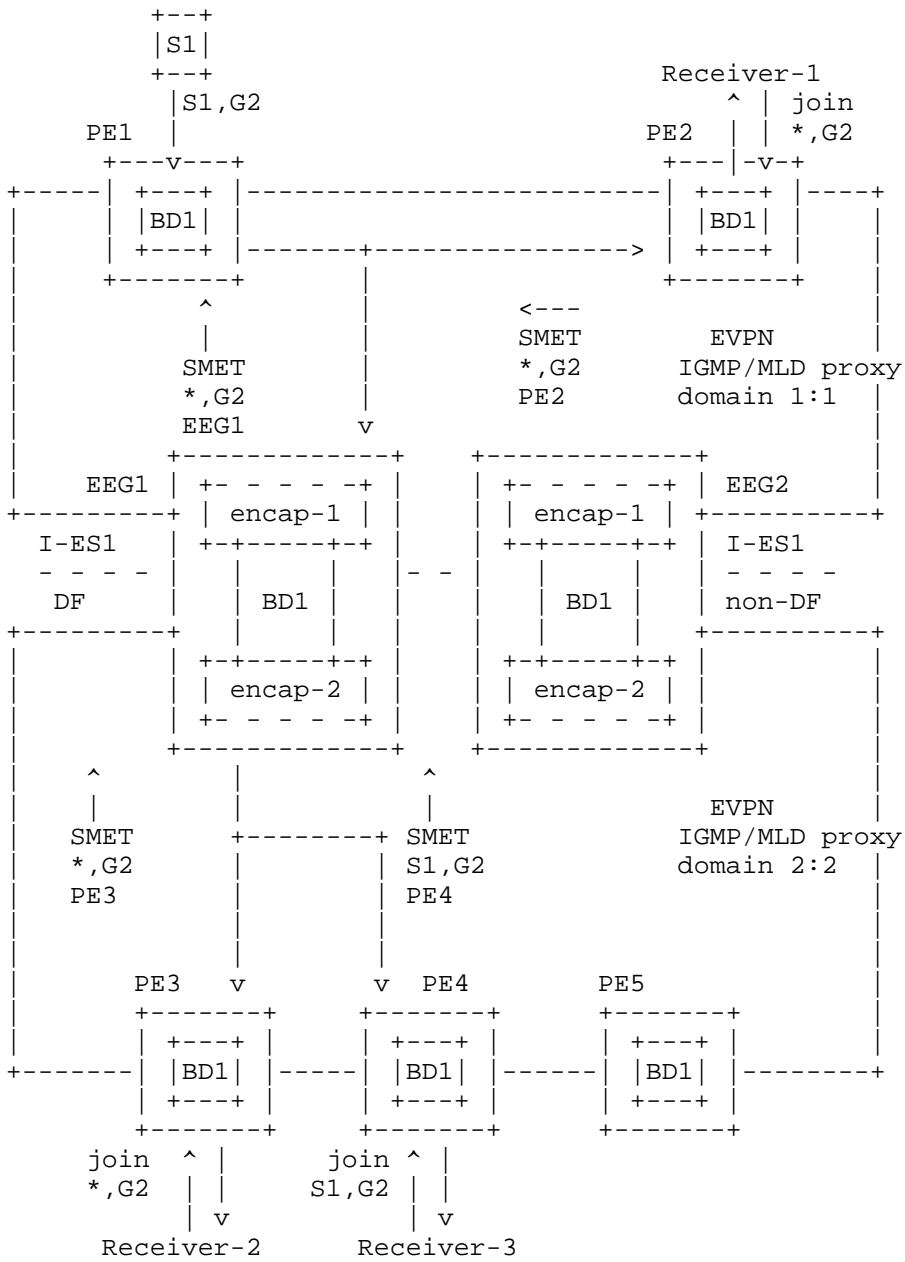 S1
Receiver-1
S1,G2 join
PE1 PE2 *,G2
BD1 BD1
<---
SMET EVPN
SMET *,G2 IGMP/MLD proxy
*,G2 PE2 domain 1:1
EEG1
EEG1 EEG2
encap-1 encap-1
I-ES1 I-ES1
DF BD1 BD1 non-DF
encap-2 encap-2
EVPN
SMET SMET IGMP/MLD proxy
*,G2 S1,G2 domain 2:2
PE3 PE4
PE3 PE4 PE5
BD1 BD1 BD1
join join
*,G2 S1,G2
Receiver-2 Receiver-3